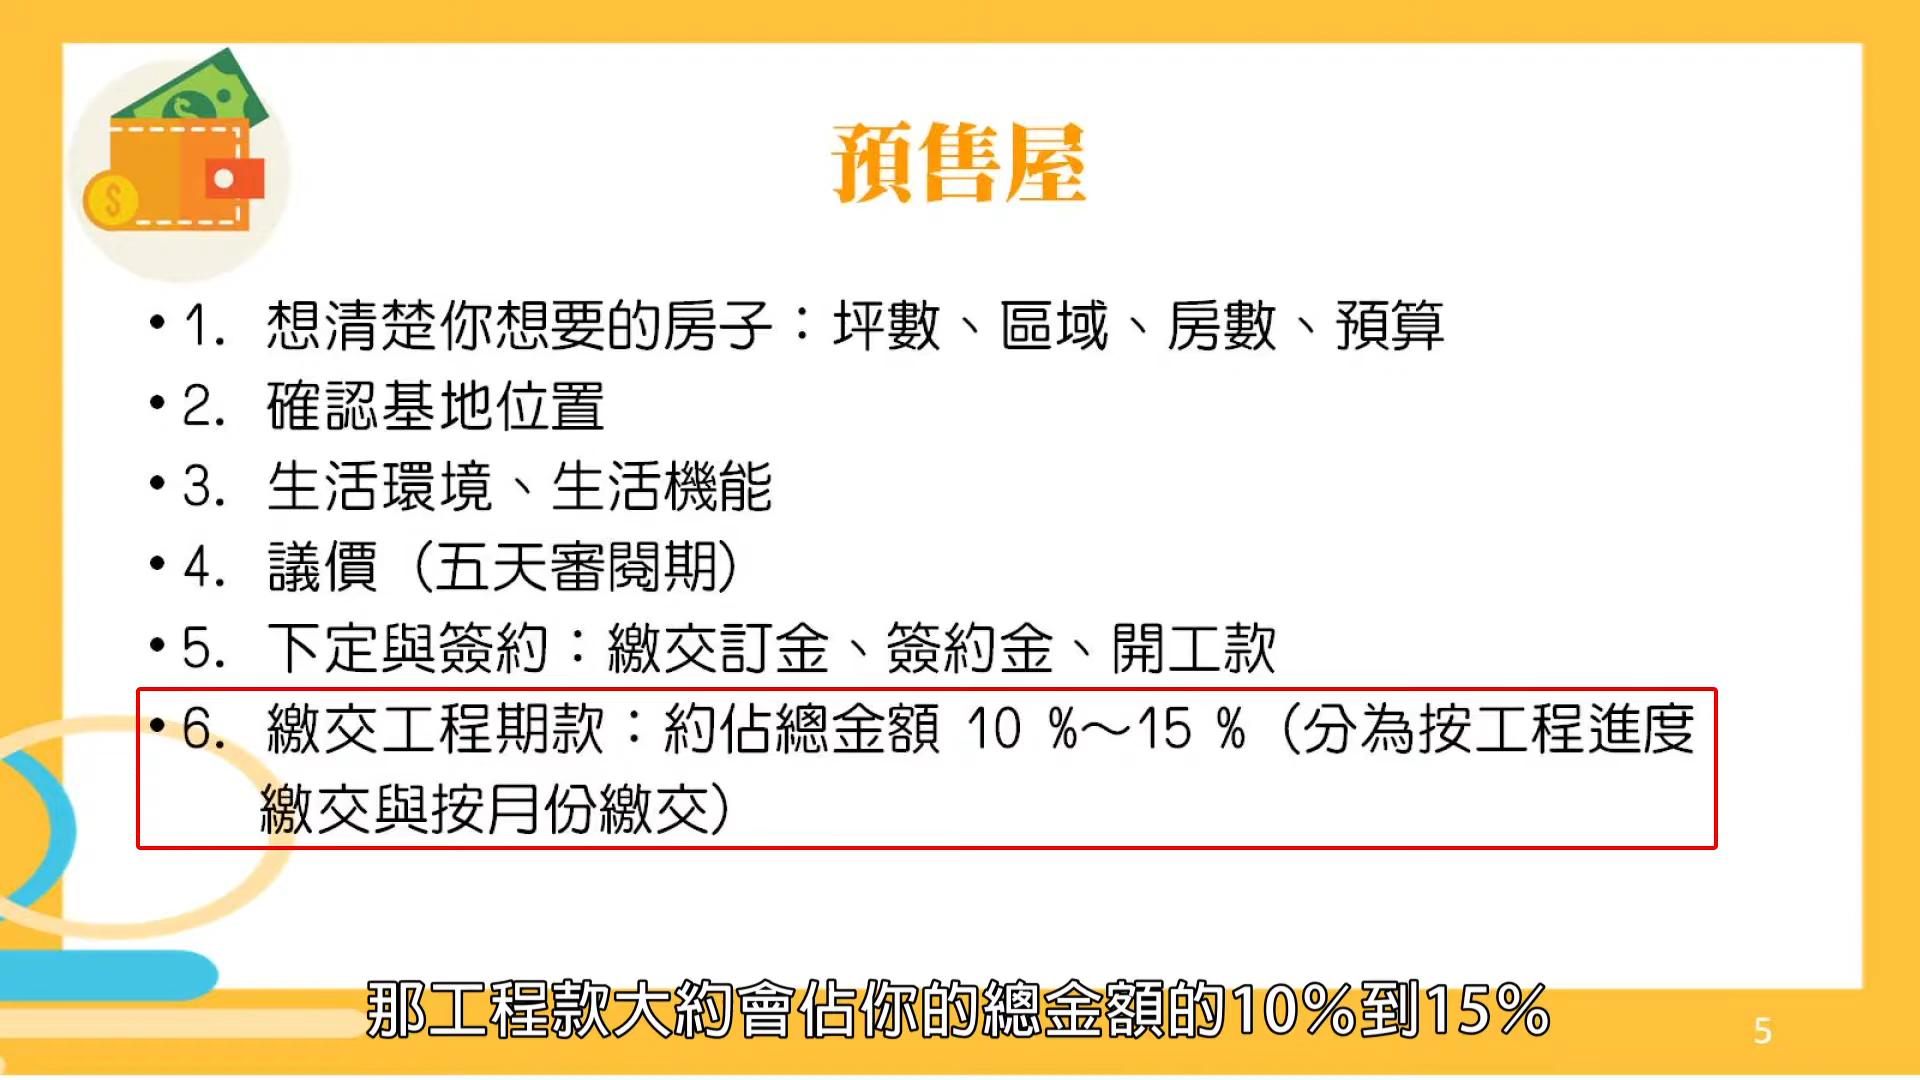 預售屋
• 1. 想清楚你想要的房子：坪數、區域、房數、預算
• 2. 確認基地位置
• 3. 生活環境、生活機能
• 4. 議價（五天審閱期）
• 5. 下定與簽約：繳交訂金、簽約金、開工款
• 6. 繳交工程期款：約佔總金額 10 %～15 %（分為按工程進度
繳交與按月份繳交）
那工程款大約會佔你的總金額的10%到15%
5